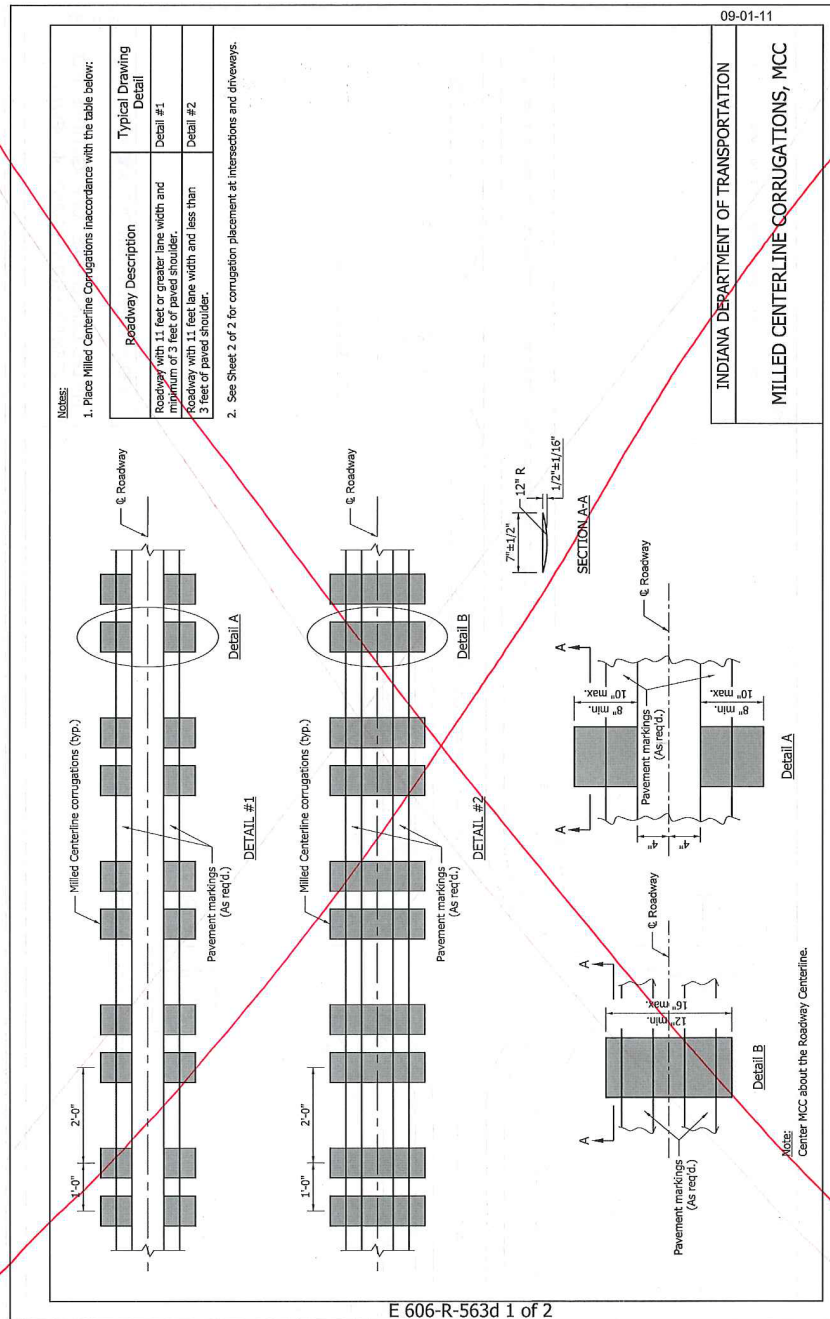 09-01-11
Notes:
1. Place Milled Centerline Corrugations inaccordance with the table below:
Roadway Description
Typical Drawing
Detail
Roadway with 11 feet or greater lane width and
minimum of 3 feet of paved shoulder.
Detail #1
Roadway with 11 feet lane width and less than
3 feet of paved shoulder.
Detail #2
2. See Sheet 2 of 2 for corrugation placement at intersections and driveways.
1'-0"
2'-0"
Milled Centerline corrugations (typ.)
℄ Roadway
Pavement markings
(As req'd.)
Detail A
DETAIL #1
1'-0"
2'-0"
Milled Centerline corrugations (typ.)
℄ Roadway
Pavement markings
(As req'd.)
Detail B
DETAIL #2
7"±1/2"
12" R
1/2"±1/16"
SECTION A-A
A
A
℄ Roadway
12" min.
16" max.
Pavement markings
(As req'd.)
Detail B
Note:
Center MCC about the Roadway Centerline.
A
A
℄ Roadway
8" min.
10" max.
8" min.
10" max.
4"
4"
Pavement markings
(As req'd.)
Detail A
INDIANA DEPARTMENT OF TRANSPORTATION
MILLED CENTERLINE CORRUGATIONS, MCC
E 606-R-563d 1 of 2